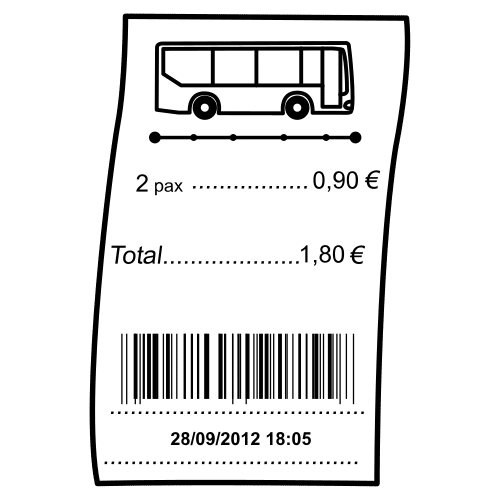 2 pax .................. 0,90 €
Total.....................1,80 €
28/09/2012 18:05